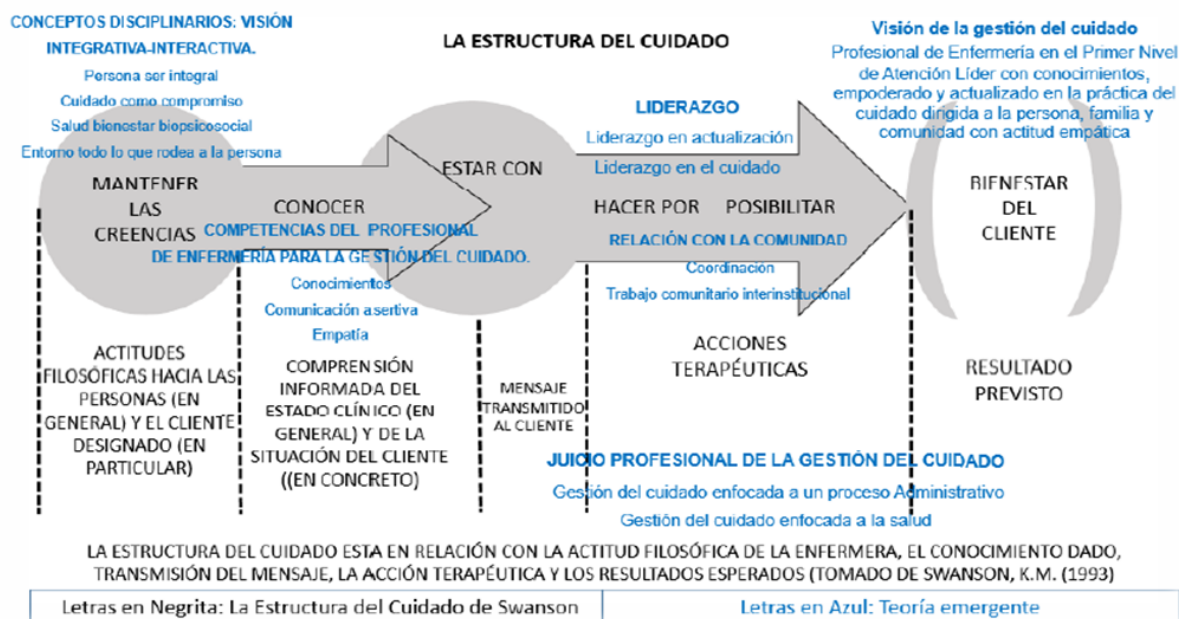 CONCEPTOS DISCIPLINARIOS: VISIÓN
INTEGRATIVA-INTERACTIVA.
Persona ser integral
Cuidado como compromiso
Salud bienestar biopsicosocial
Entorno todo lo que rodea a la persona
LA ESTRUCTURA DEL CUIDADO
Visión de la gestión del cuidado
Profesional de Enfermería en el Primer Nivel
de Atención Líder con conocimientos,
empoderado y actualizado en la práctica del
cuidado dirigida a la persona, familia y
comunidad con actitud empática
LIDERAZGO
Liderazgo en actualización
Liderazgo en el cuidado
MANTENER
LAS
CREENCIAS
CONOCER
ESTAR CON
HACER POR POSIBILITAR
BIENESTAR
DEL
CLIENTE
COMPETENCIAS DEL PROFESIONAL
DE ENFERMERÍA PARA LA GESTIÓN DEL CUIDADO.
Conocimientos
Comunicación asertiva
Empatía
RELACIÓN CON LA COMUNIDAD
Coordinación
Trabajo comunitario interinstitucional
ACTITUDES
FILOSÓFICAS HACIA LAS
PERSONAS (EN
GENERAL) Y EL CLIENTE
DESIGNADO (EN
PARTICULAR)
COMPRENSIÓN
INFORMADA DEL
ESTADO CLÍNICO (EN
GENERAL) Y DE LA
SITUACIÓN DEL CLIENTE
((EN CONCRETO)
MENSAJE
TRANSMITIDO
AL CLIENTE
ACCIONES
TERAPÉUTICAS
RESULTADO
PREVISTO
JUICIO PROFESIONAL DE LA GESTIÓN DEL CUIDADO
Gestión del cuidado enfocada a un proceso Administrativo
Gestión del cuidado enfocada a la salud
LA ESTRUCTURA DEL CUIDADO ESTA EN RELACIÓN CON LA ACTITUD FILOSÓFICA DE LA ENFERMERA, EL CONOCIMIENTO DADO,
TRANSMISIÓN DEL MENSAJE, LA ACCIÓN TERAPÉUTICA Y LOS RESULTADOS ESPERADOS (TOMADO DE SWANSON, K.M. (1993)
Letras en Negrita: La Estructura del Cuidado de Swanson
Letras en Azul: Teoría emergente